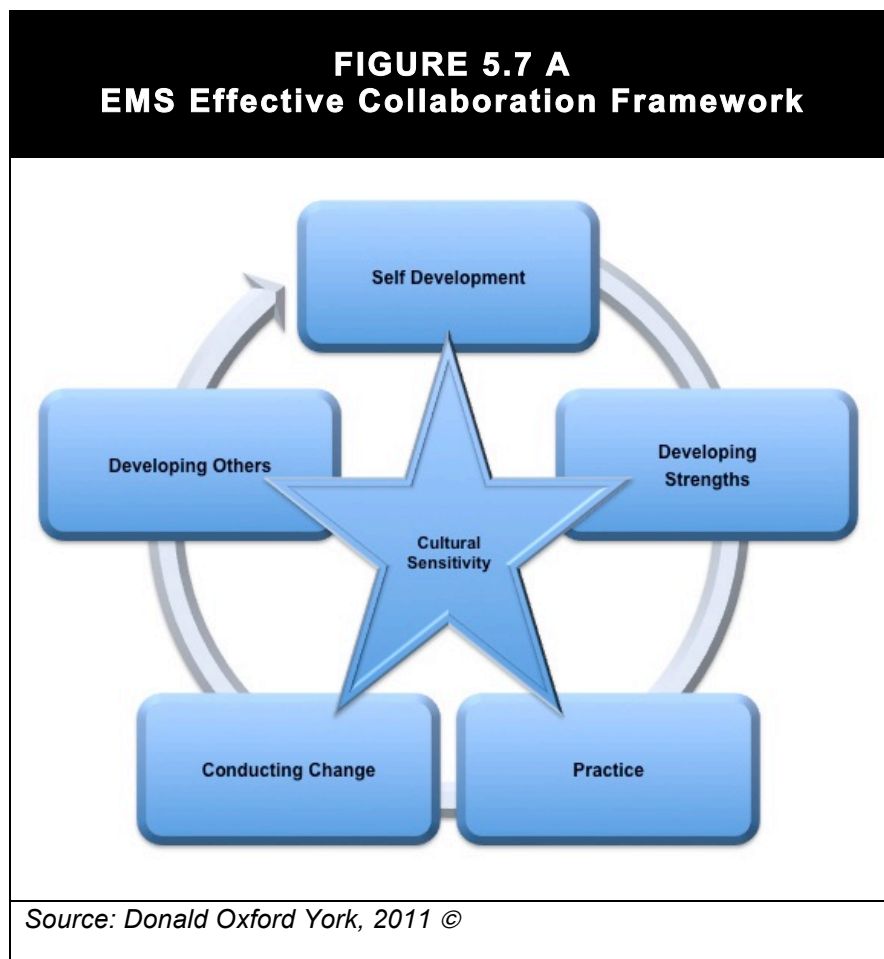 FIGURE 5.7 A
EMS Effective Collaboration Framework
Self Development
Developing Others
Developing
Strengths
Cultural
Sensitivity
Conducting Change
Practice
Source: Donald Oxford York, 2011 ©